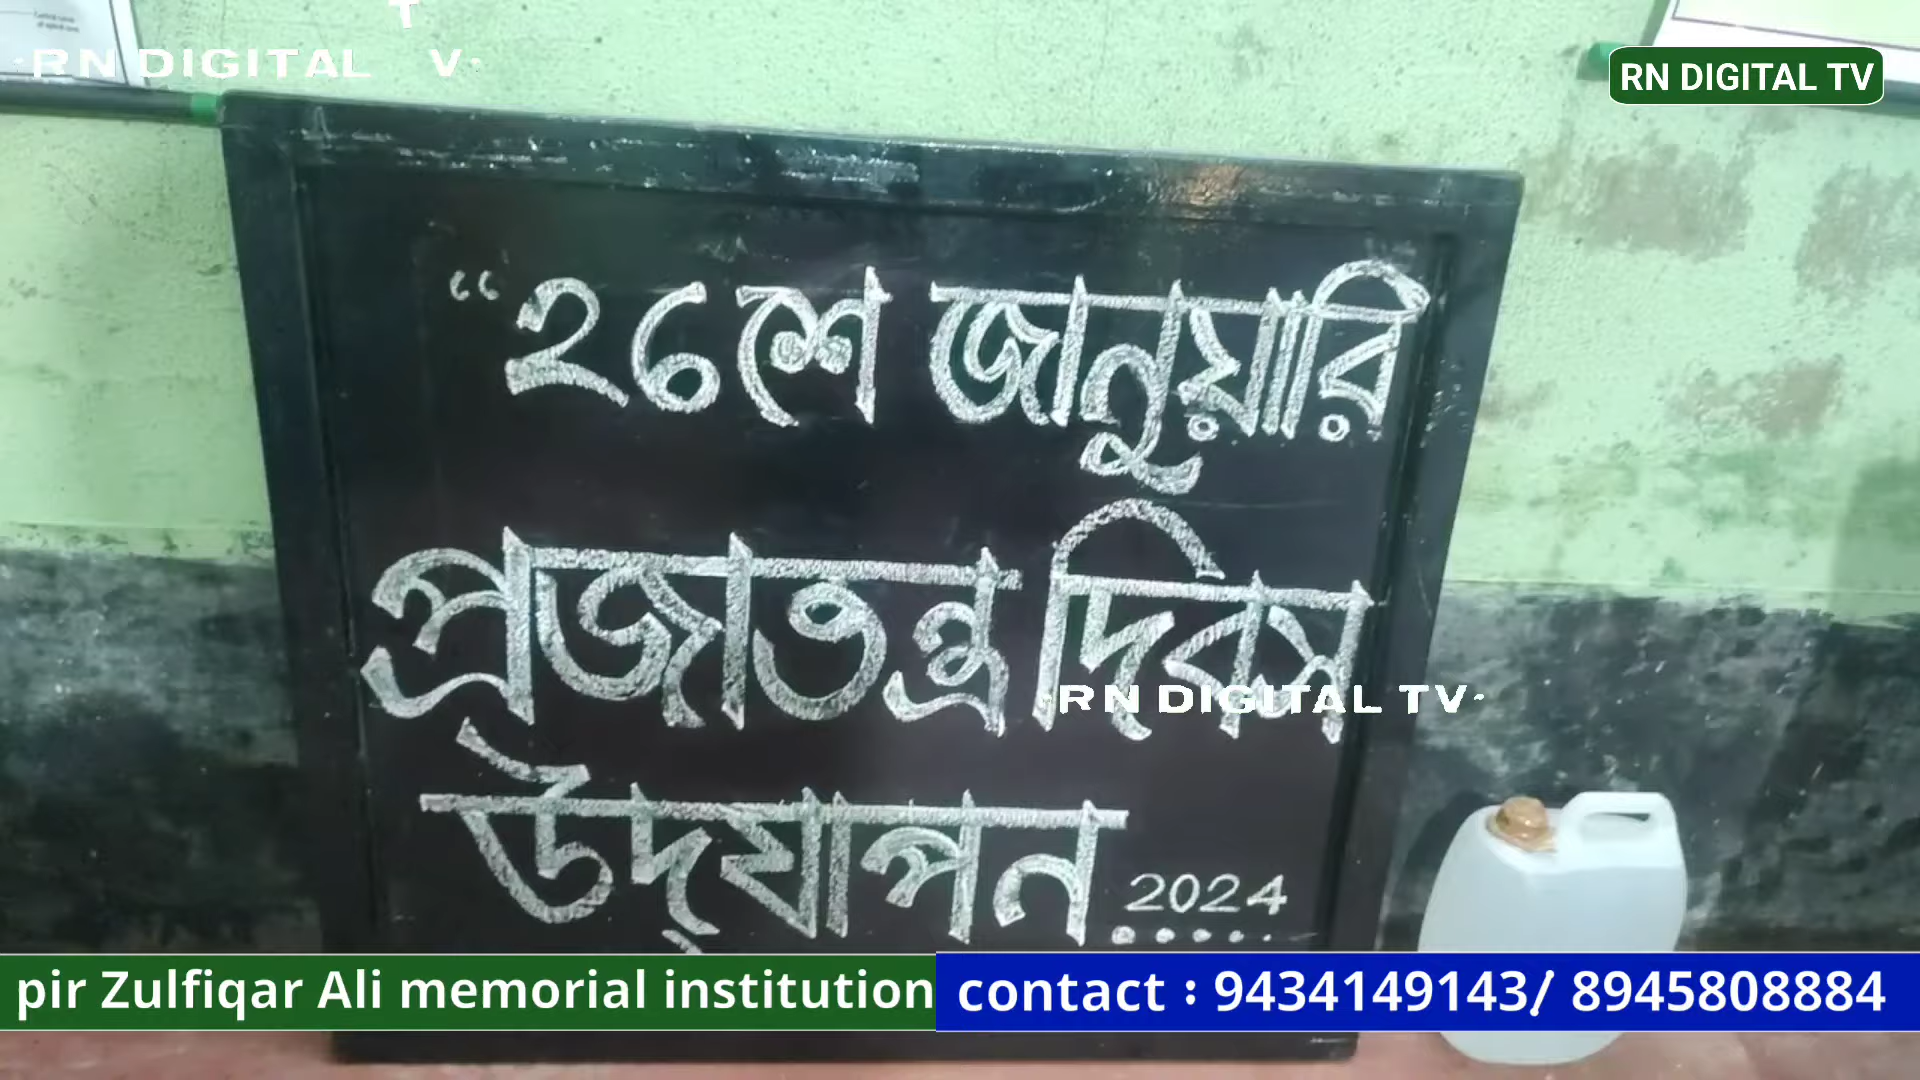 T
RN DIGITAL V
RN DIGITAL TV
“২৬শে জানুয়ারি
প্রজাতন্ত্র দিবস
RN DIGITAL TV
উদ্‌যাপন..... 2024
pir Zulfiqar Ali memorial institution
contact : 9434149143/ 8945808884